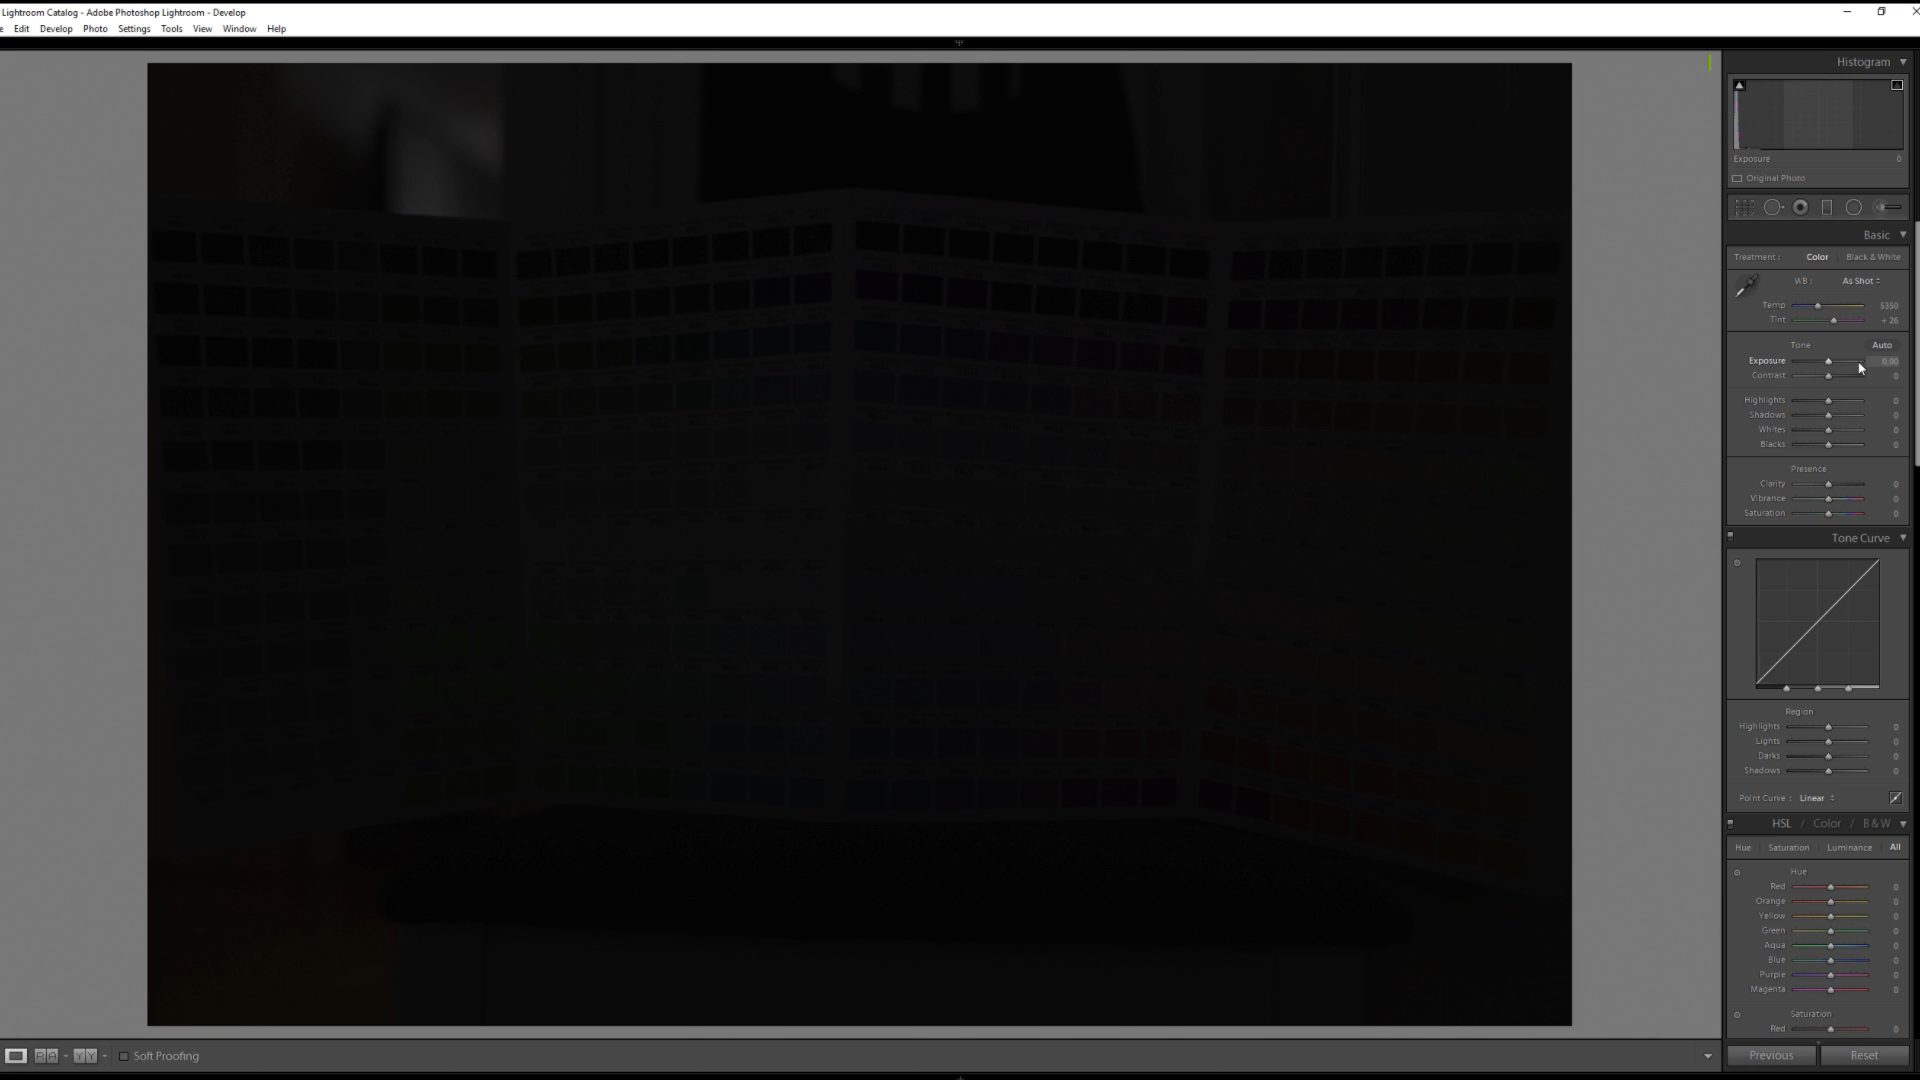 Lightroom Catalog - Adobe Photoshop Lightroom - Develop
Edit Develop Photo Settings Tools View Window Help
Histogram
Exposure 0
Original Photo
Basic
Treatment : Color Black & White
WB : As Shot
Temp 5350
Tint + 26
Tone Auto
Exposure 0.00
Contrast 0
Highlights 0
Shadows 0
Whites 0
Blacks 0
Presence
Clarity 0
Vibrance 0
Saturation 0
Tone Curve
Region
Highlights 0
Lights 0
Darks 0
Shadows 0
Point Curve : Linear
HSL / Color / B & W
Hue Saturation Luminance All
Hue
Red 0
Orange 0
Yellow 0
Green 0
Aqua 0
Blue 0
Purple 0
Magenta 0
Saturation
Red 0
R A Y Y Soft Proofing
Previous Reset